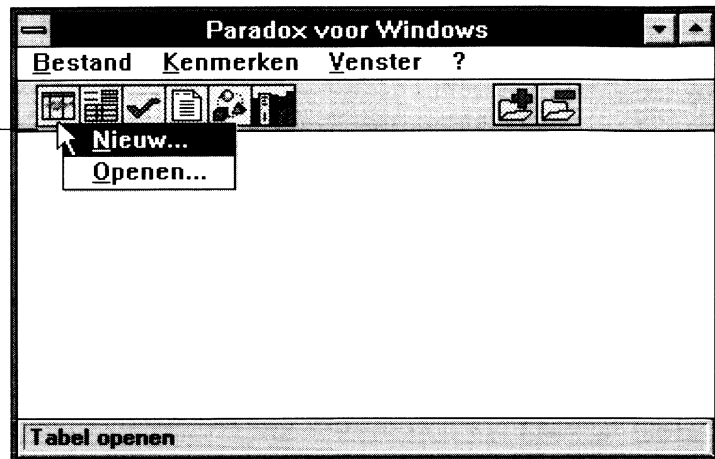 Paradox voor Windows
Bestand Kenmerken Venster ?
Nieuw...
Openen...
Tabel openen